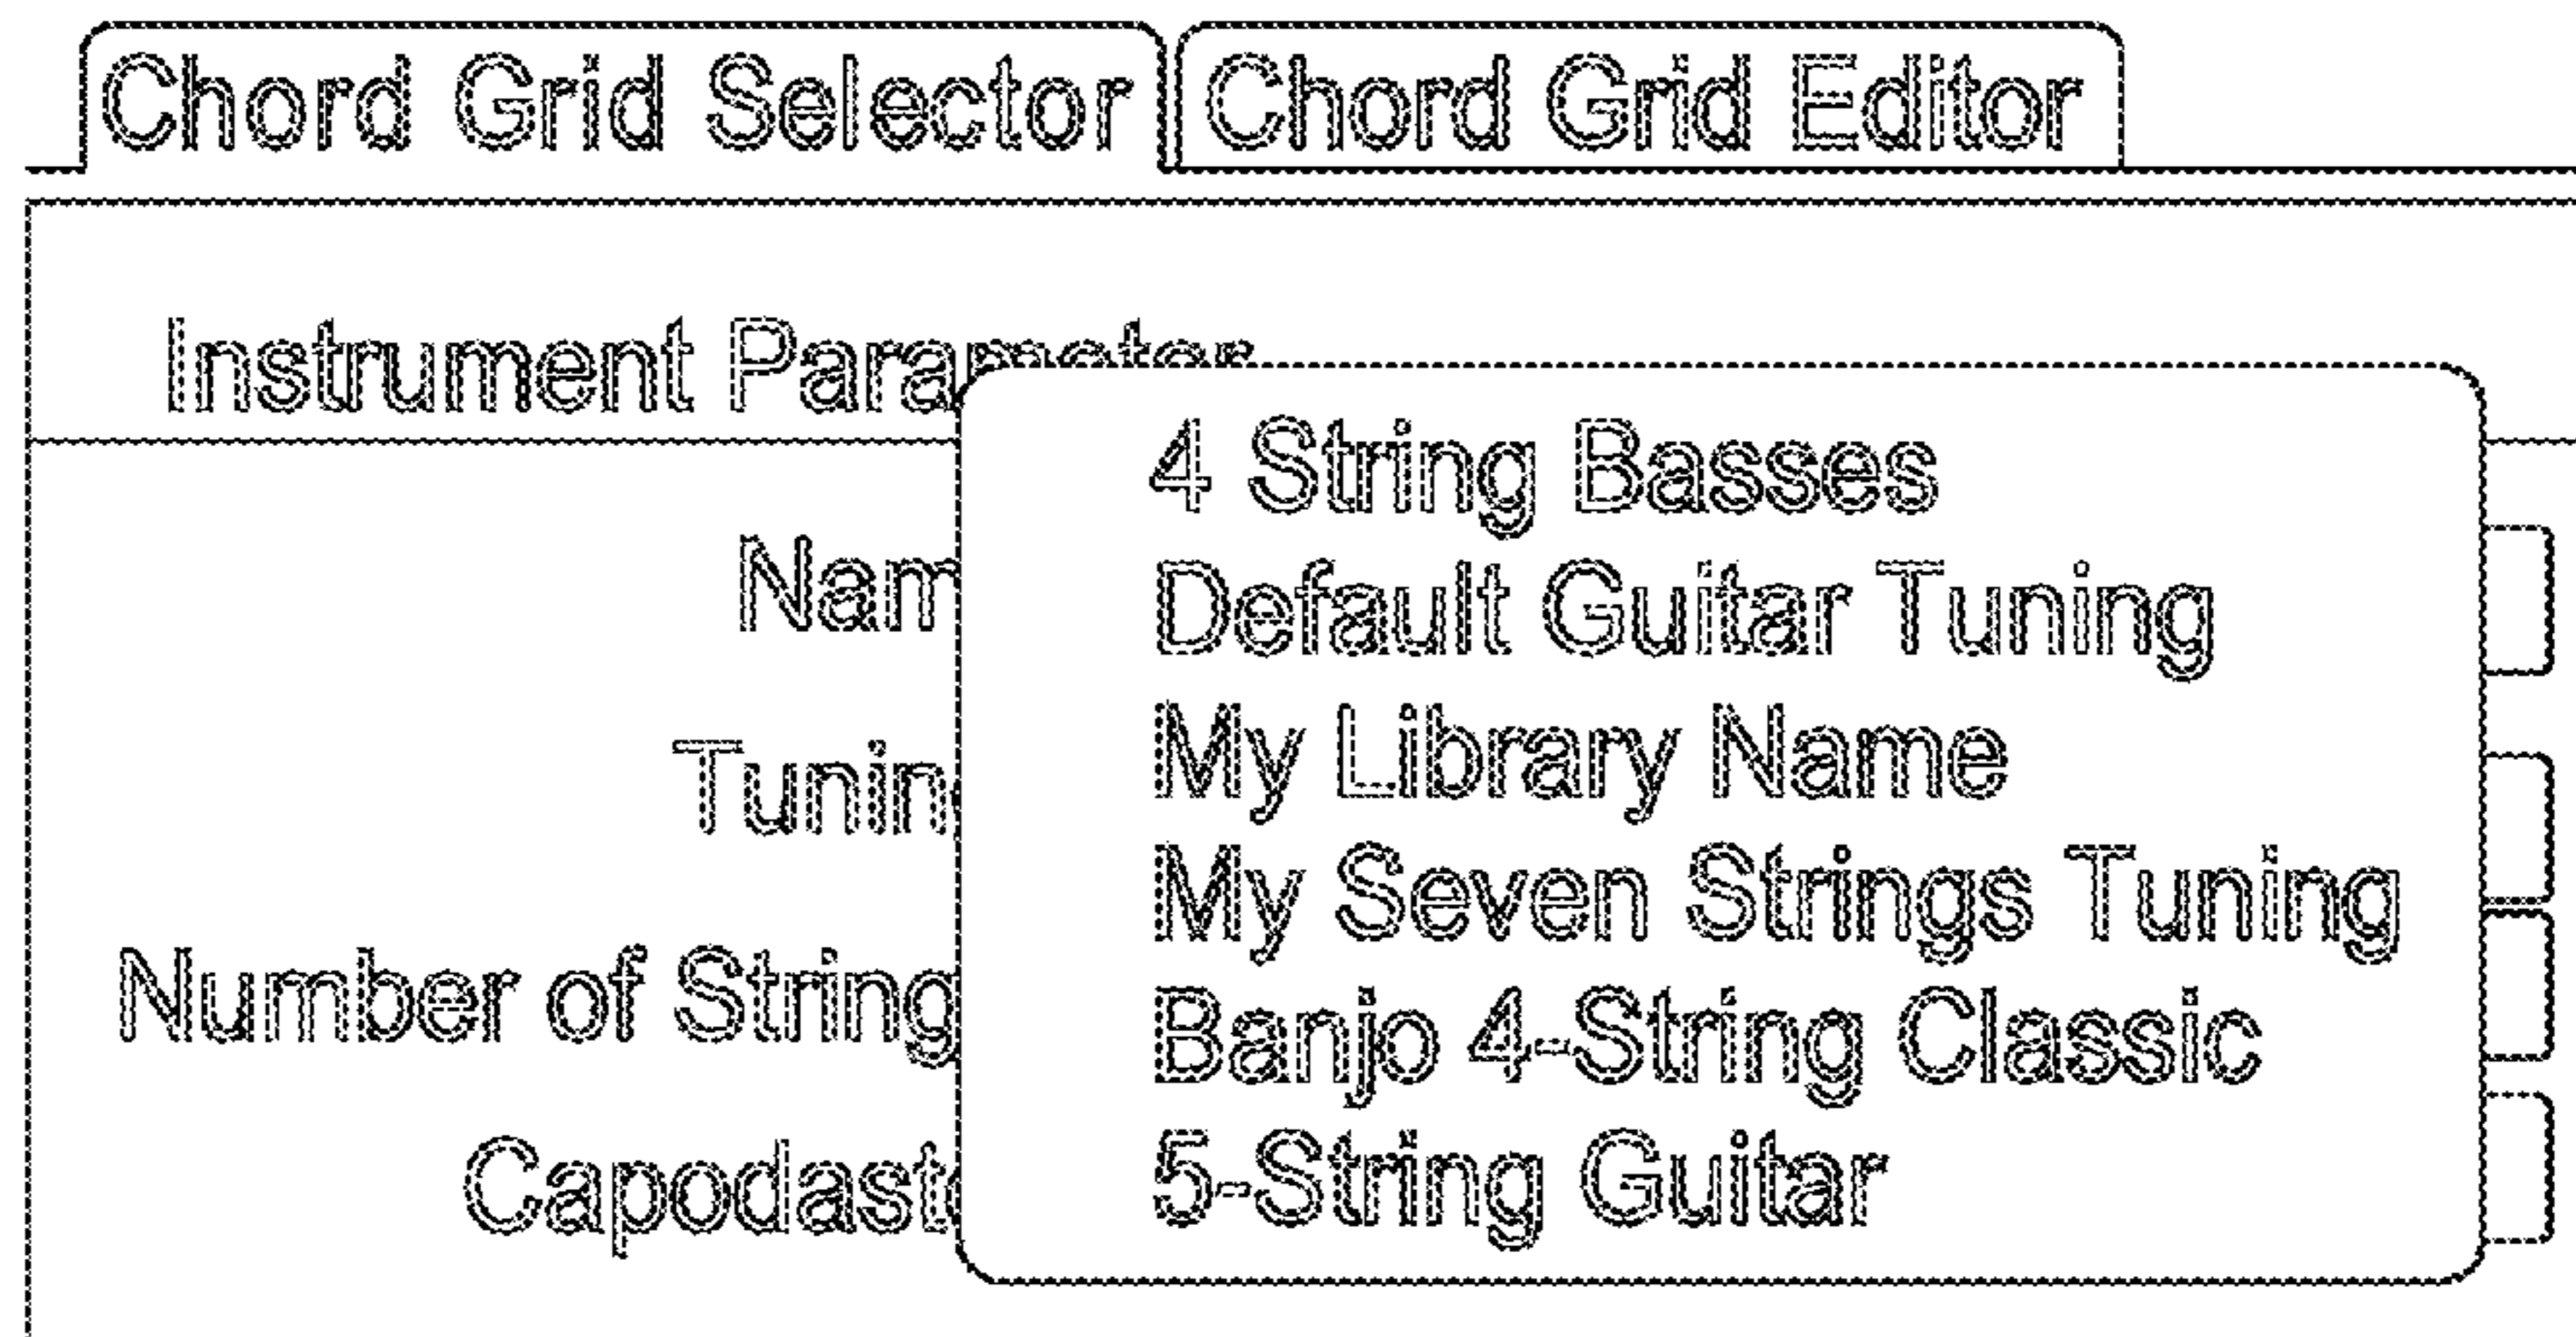 Chord Grid Selector Chord Grid Editor
Instrument Parameter
4 String Basses
Nam
Default Guitar Tuning
Tunin
My Library Name
My Seven Strings Tuning
Number of String
Banjo 4-String Classic
Capodast
5-String Guitar